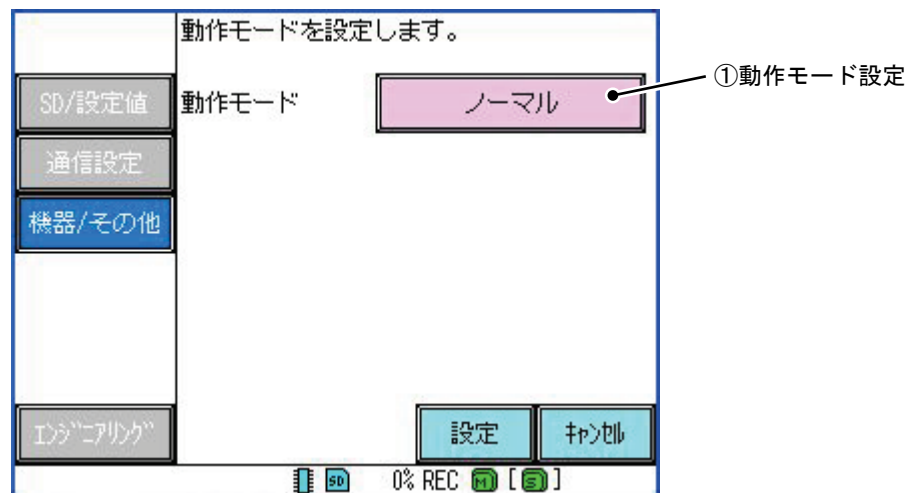 動作モードを設定します。
SD/設定値
動作モード
ノーマル
①動作モード設定
通信設定
機器/その他
ｴﾝｼﾞﾆｱﾘﾝｸﾞ
設定
ｷｬﾝｾﾙ
SD 0% REC M [S]